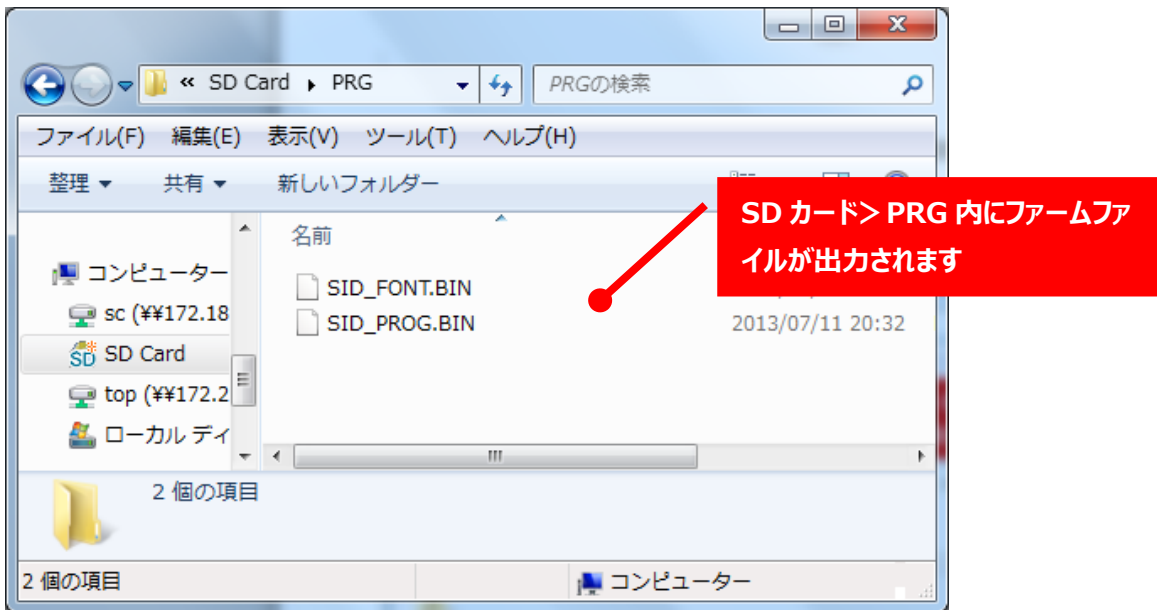 « SD Card ▸ PRG
PRGの検索
ファイル(F) 編集(E) 表示(V) ツール(T) ヘルプ(H)
整理 ▼ 共有 ▼ 新しいフォルダー
SD カード＞PRG 内にファームファ
イルが出力されます
名前
コンピューター
sc (¥¥172.18
SD Card
top (¥¥172.2
ローカル ディ
SID_FONT.BIN
SID_PROG.BIN 2013/07/11 20:32
2 個の項目
2 個の項目 コンピューター